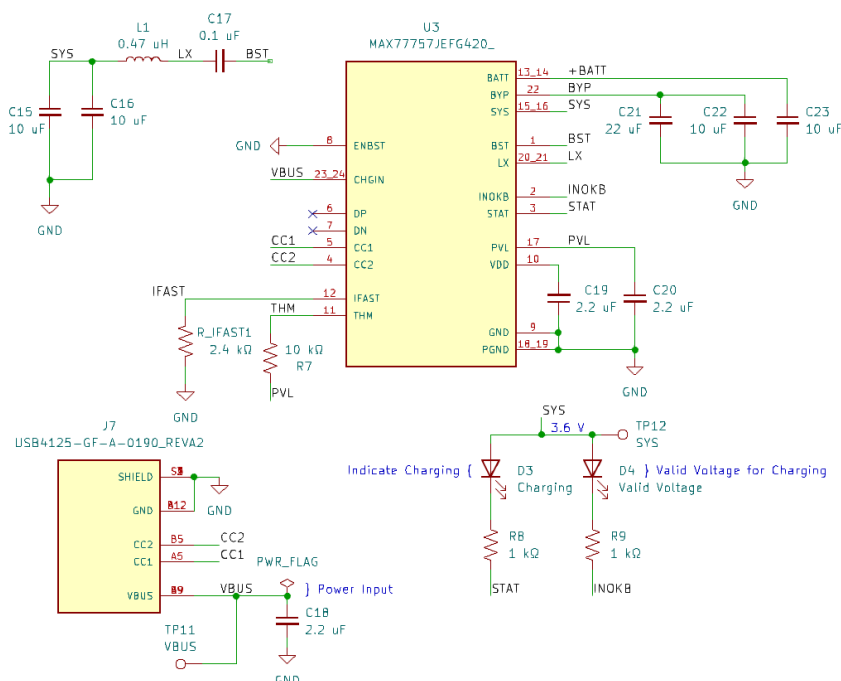 L1
0.47 uH
C17
0.1 uF
SYS
LX
BST
C15
10 uF
C16
10 uF
GND
U3
MAX77757JEFG420_
GND
8
ENBST
VBUS
23_24
CHGIN
6
DP
7
DN
CC1
5
CC1
CC2
4
CC2
IFAST
12
IFAST
THM
11
THM
R_IFAST1
2.4 kΩ
GND
10 kΩ
R7
PVL
BATT
13_14
+BATT
BYP
22
BYP
SYS
15_16
SYS
BST
1
BST
LX
20_21
LX
INOKB
2
INOKB
STAT
3
STAT
PVL
17
PVL
VDD
10
GND
9
PGND
18_19
C21
22 uF
C22
10 uF
C23
10 uF
GND
C19
2.2 uF
C20
2.2 uF
GND
J7
USB4125-GF-A-0190_REVA2
SHIELD
GND
GND
CC2
B5
CC2
CC1
A5
CC1
VBUS
VBUS
PWR_FLAG
} Power Input
C18
2.2 uF
GND
TP11
VBUS
SYS
3.6 V
TP12
SYS
Indicate Charging {
D3
Charging
D4
} Valid Voltage for Charging
Valid Voltage
R8
1 kΩ
R9
1 kΩ
STAT
INOKB